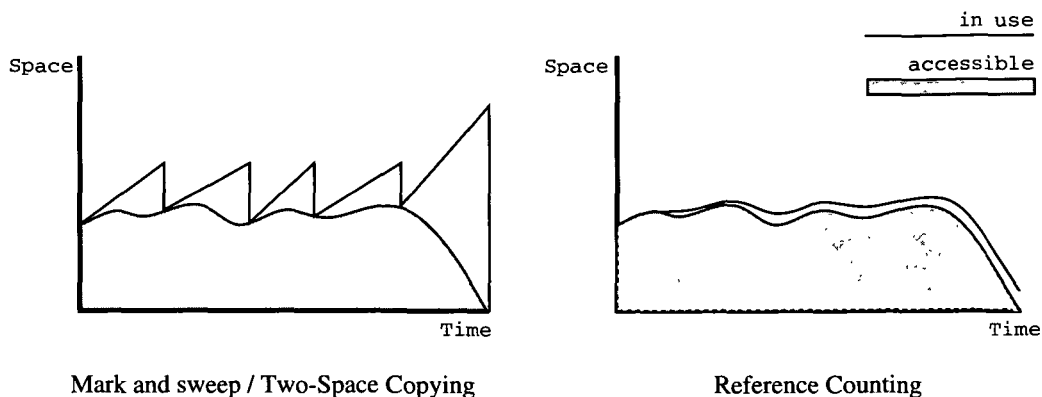 in use
Space
Space
accessible
Time
Time
Mark and sweep / Two-Space Copying
Reference Counting